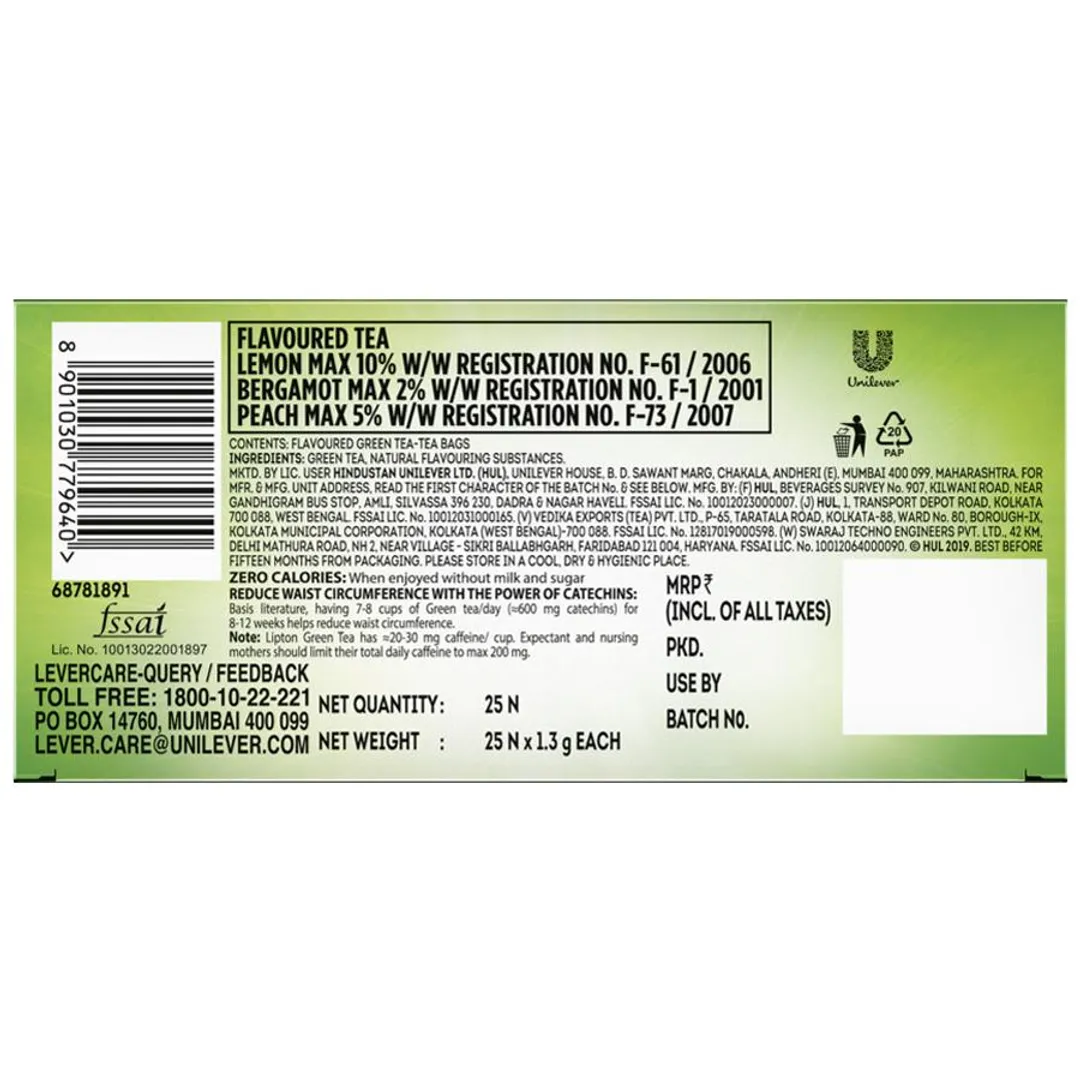 8 901030 779640 >
68781891
fssai
Lic. No. 10013022001897
LEVERCARE-QUERY / FEEDBACK
TOLL FREE: 1800-10-22-221
PO BOX 14760, MUMBAI 400 099
LEVER.CARE@UNILEVER.COM
FLAVOURED TEA
LEMON MAX 10% W/W REGISTRATION NO. F-61 / 2006
BERGAMOT MAX 2% W/W REGISTRATION NO. F-1 / 2001
PEACH MAX 5% W/W REGISTRATION NO. F-73 / 2007
CONTENTS: FLAVOURED GREEN TEA-TEA BAGS
INGREDIENTS: GREEN TEA, NATURAL FLAVOURING SUBSTANCES.
MKTD. BY LIC. USER HINDUSTAN UNILEVER LTD. (HUL), UNILEVER HOUSE, B. D. SAWANT MARG, CHAKALA, ANDHERI (E), MUMBAI 400 099, MAHARASHTRA. FOR
MFR. & MFG. UNIT ADDRESS, READ THE FIRST CHARACTER OF THE BATCH No. & SEE BELOW. MFG. BY: (F) HUL, BEVERAGES SURVEY No. 907, KILWANI ROAD, NEAR
GANDHIGRAM BUS STOP, AMLI, SILVASSA 396 230, DADRA & NAGAR HAVELI. FSSAI LIC. No. 10012023000007. (J) HUL, 1, TRANSPORT DEPOT ROAD, KOLKATA
700 088, WEST BENGAL. FSSAI LIC. No. 10012031000165. (V) VEDIKA EXPORTS (TEA) PVT. LTD., P-65, TARATALA ROAD, KOLKATA-88, WARD No. 80, BOROUGH-IX,
KOLKATA MUNICIPAL CORPORATION, KOLKATA (WEST BENGAL)-700 088. FSSAI LIC. No. 12817019000598. (W) SWARAJ TECHNO ENGINEERS PVT. LTD., 42 KM,
DELHI MATHURA ROAD, NH 2, NEAR VILLAGE - SIKRI BALLABHGARH, FARIDABAD 121 004, HARYANA. FSSAI LIC. No. 10012064000090. © HUL 2019. BEST BEFORE
FIFTEEN MONTHS FROM PACKAGING. PLEASE STORE IN A COOL, DRY & HYGIENIC PLACE.
ZERO CALORIES: When enjoyed without milk and sugar
REDUCE WAIST CIRCUMFERENCE WITH THE POWER OF CATECHINS:
Basis literature, having 7-8 cups of Green tea/day (≈600 mg catechins) for
8-12 weeks helps reduce waist circumference.
Note: Lipton Green Tea has ≈20-30 mg caffeine/ cup. Expectant and nursing
mothers should limit their total daily caffeine to max 200 mg.
NET QUANTITY: 25 N
NET WEIGHT : 25 N x 1.3 g EACH
MRP ₹
(INCL. OF ALL TAXES)
PKD.
USE BY
BATCH No.
Unilever
20
PAP